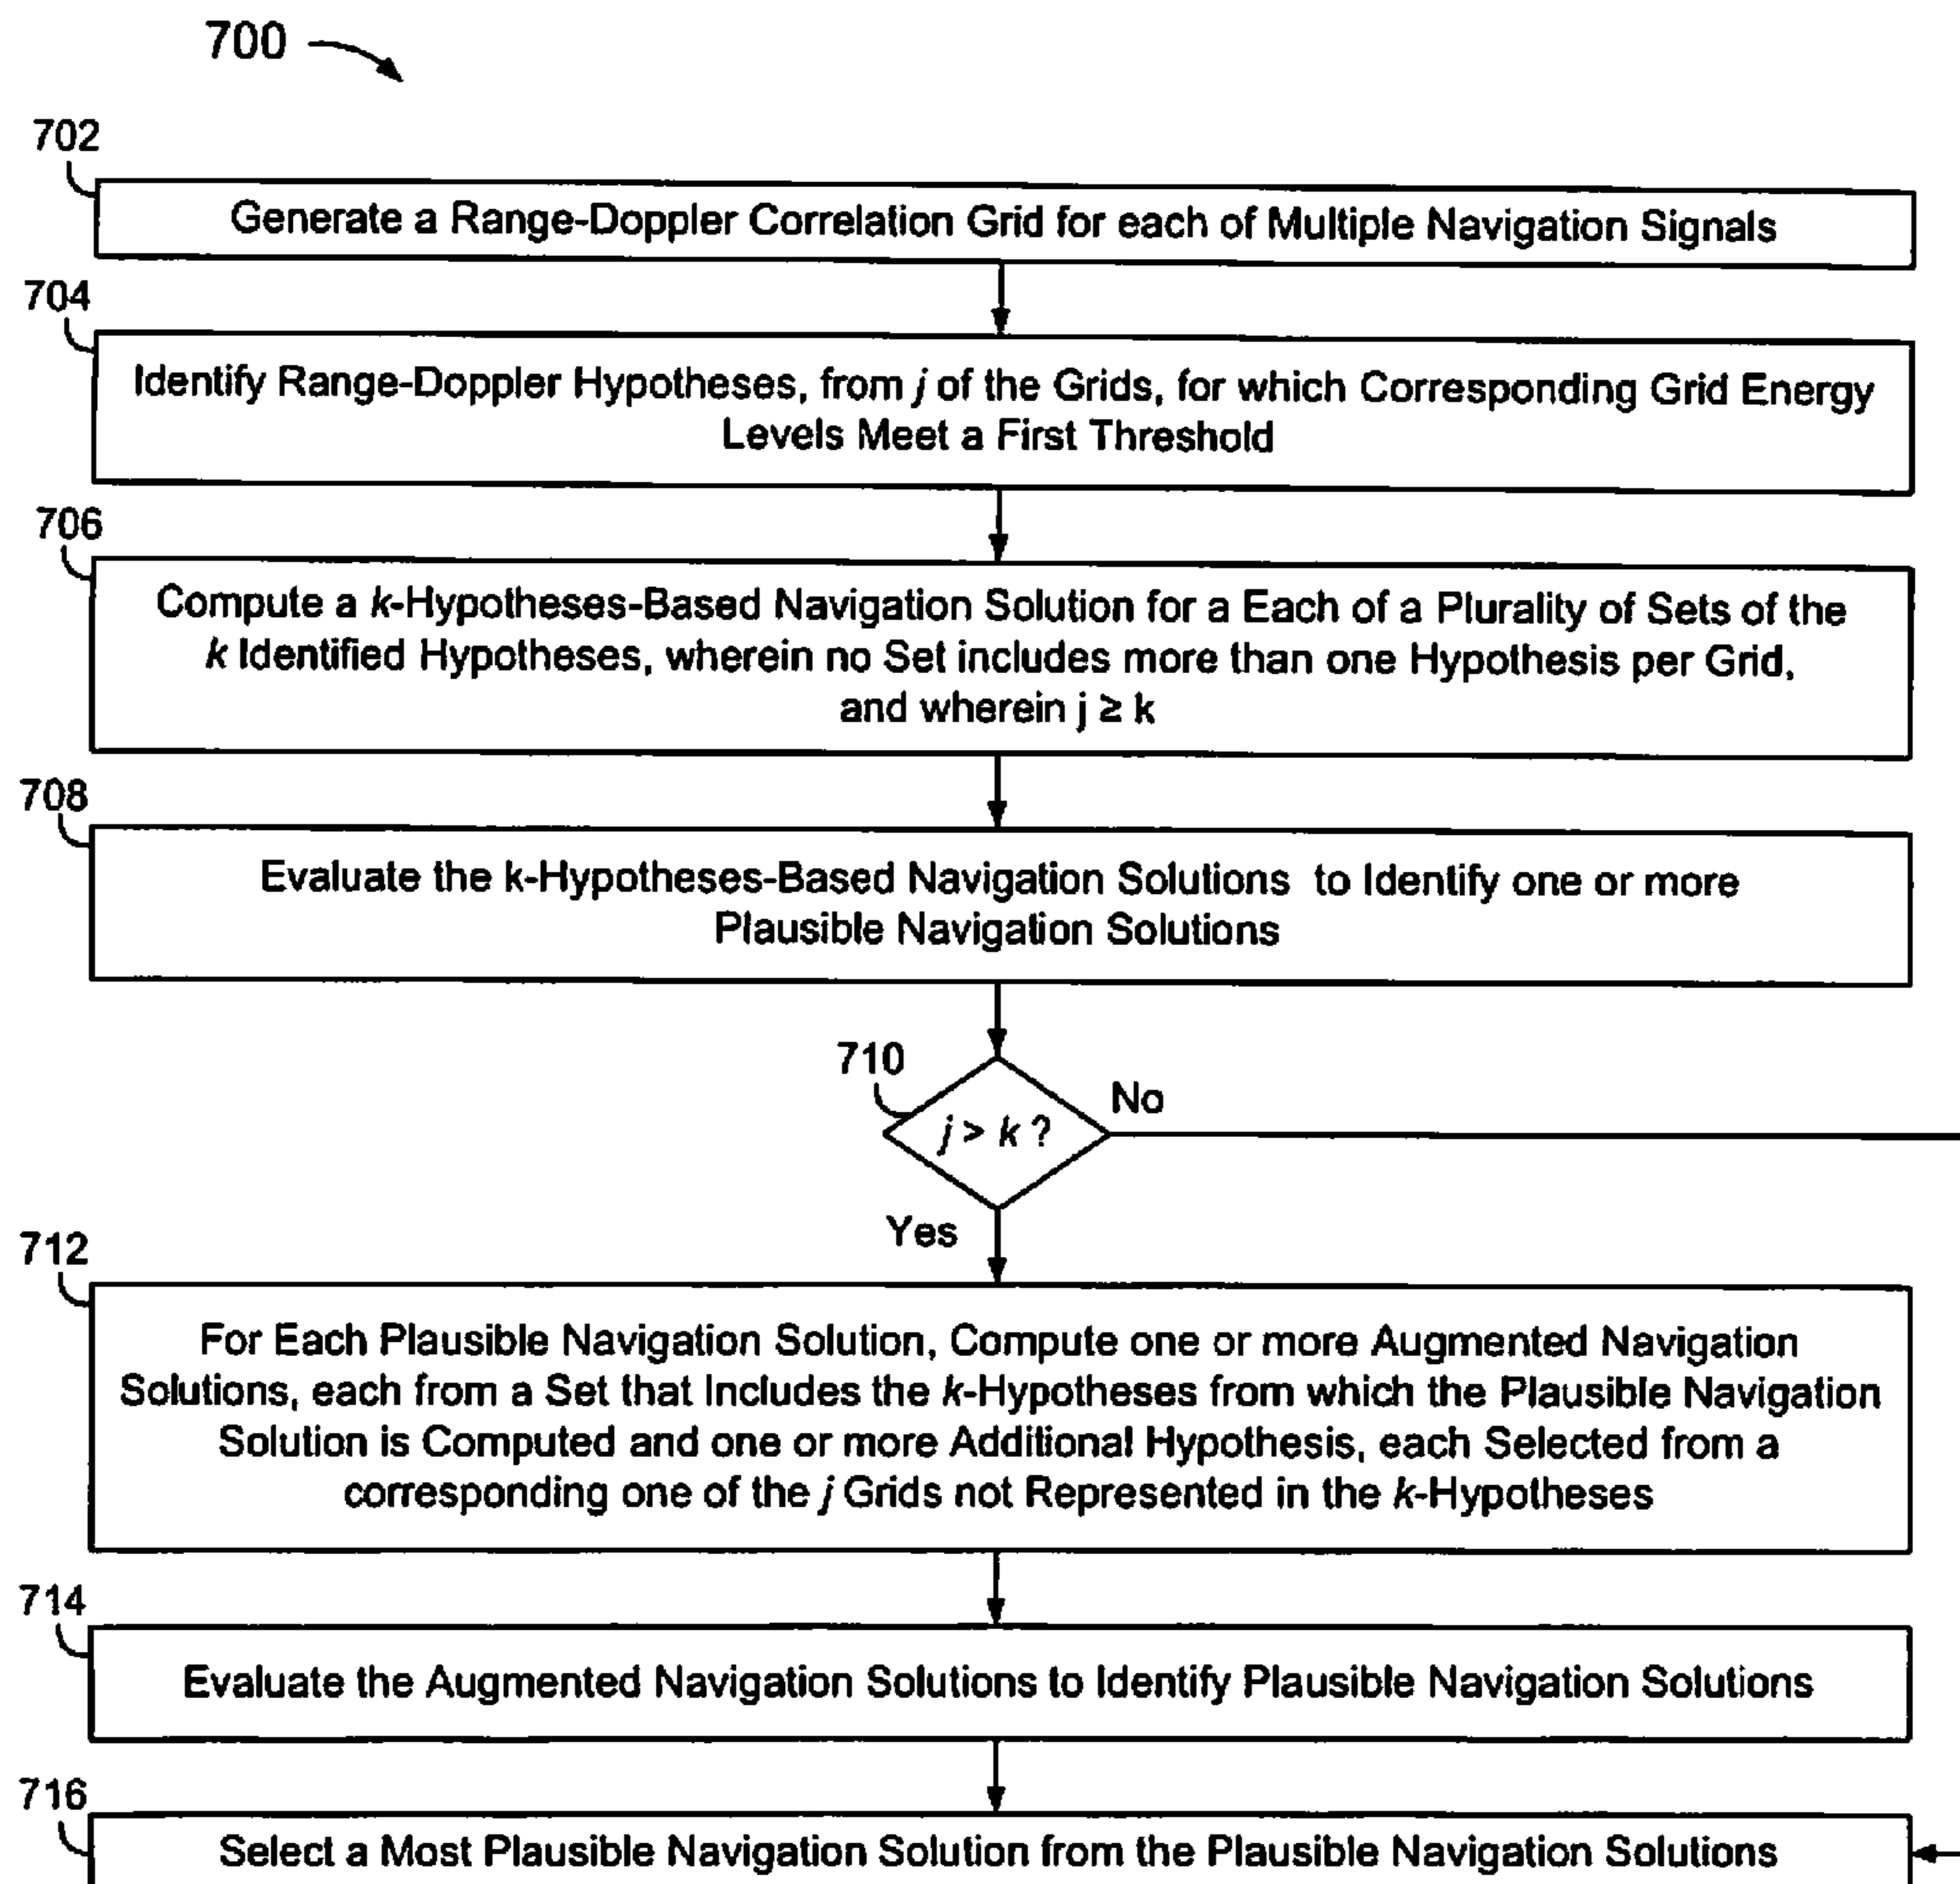 700
702
Generate a Range-Doppler Correlation Grid for each of Multiple Navigation Signals
704
Identify Range-Doppler Hypotheses, from j of the Grids, for which Corresponding Grid Energy
Levels Meet a First Threshold
706
Compute a k-Hypotheses-Based Navigation Solution for a Each of a Plurality of Sets of the
k Identified Hypotheses, wherein no Set includes more than one Hypothesis per Grid,
and wherein j ≥ k
708
Evaluate the k-Hypotheses-Based Navigation Solutions to Identify one or more
Plausible Navigation Solutions
710
j > k ?
No
Yes
712
For Each Plausible Navigation Solution, Compute one or more Augmented Navigation
Solutions, each from a Set that Includes the k-Hypotheses from which the Plausible Navigation
Solution is Computed and one or more Additional Hypothesis, each Selected from a
corresponding one of the j Grids not Represented in the k-Hypotheses
714
Evaluate the Augmented Navigation Solutions to Identify Plausible Navigation Solutions
716
Select a Most Plausible Navigation Solution from the Plausible Navigation Solutions